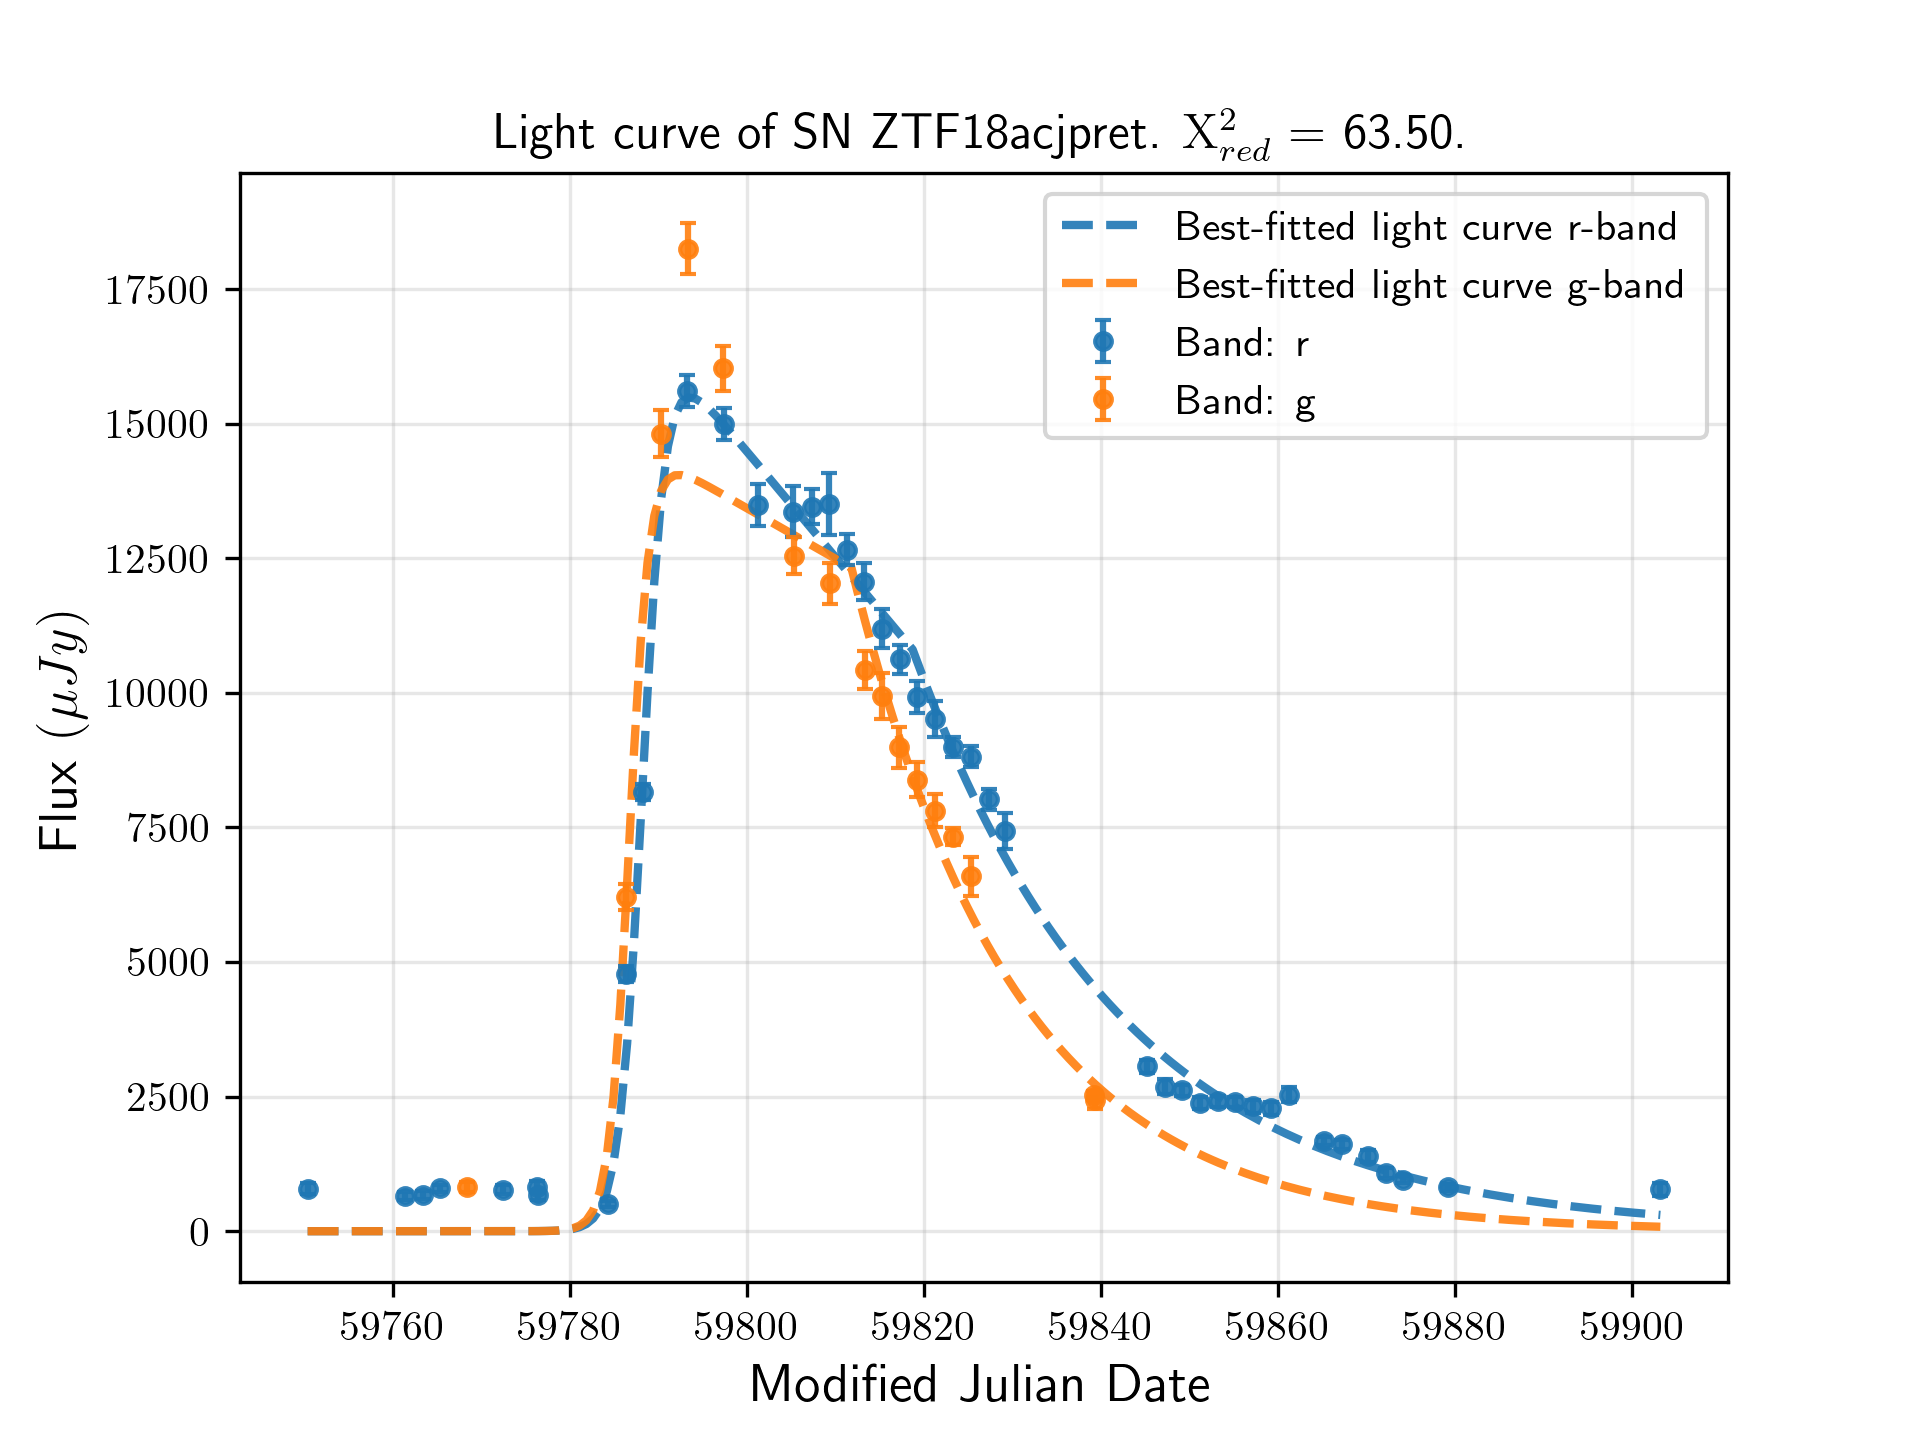 Light curve of SN ZTF18acjpret. X²_red = 63.50.
Best-fitted light curve r-band
Best-fitted light curve g-band
Band: r
Band: g
17500
15000
12500
10000
7500
5000
2500
0
Flux (μJy)
59760 59780 59800 59820 59840 59860 59880 59900
Modified Julian Date